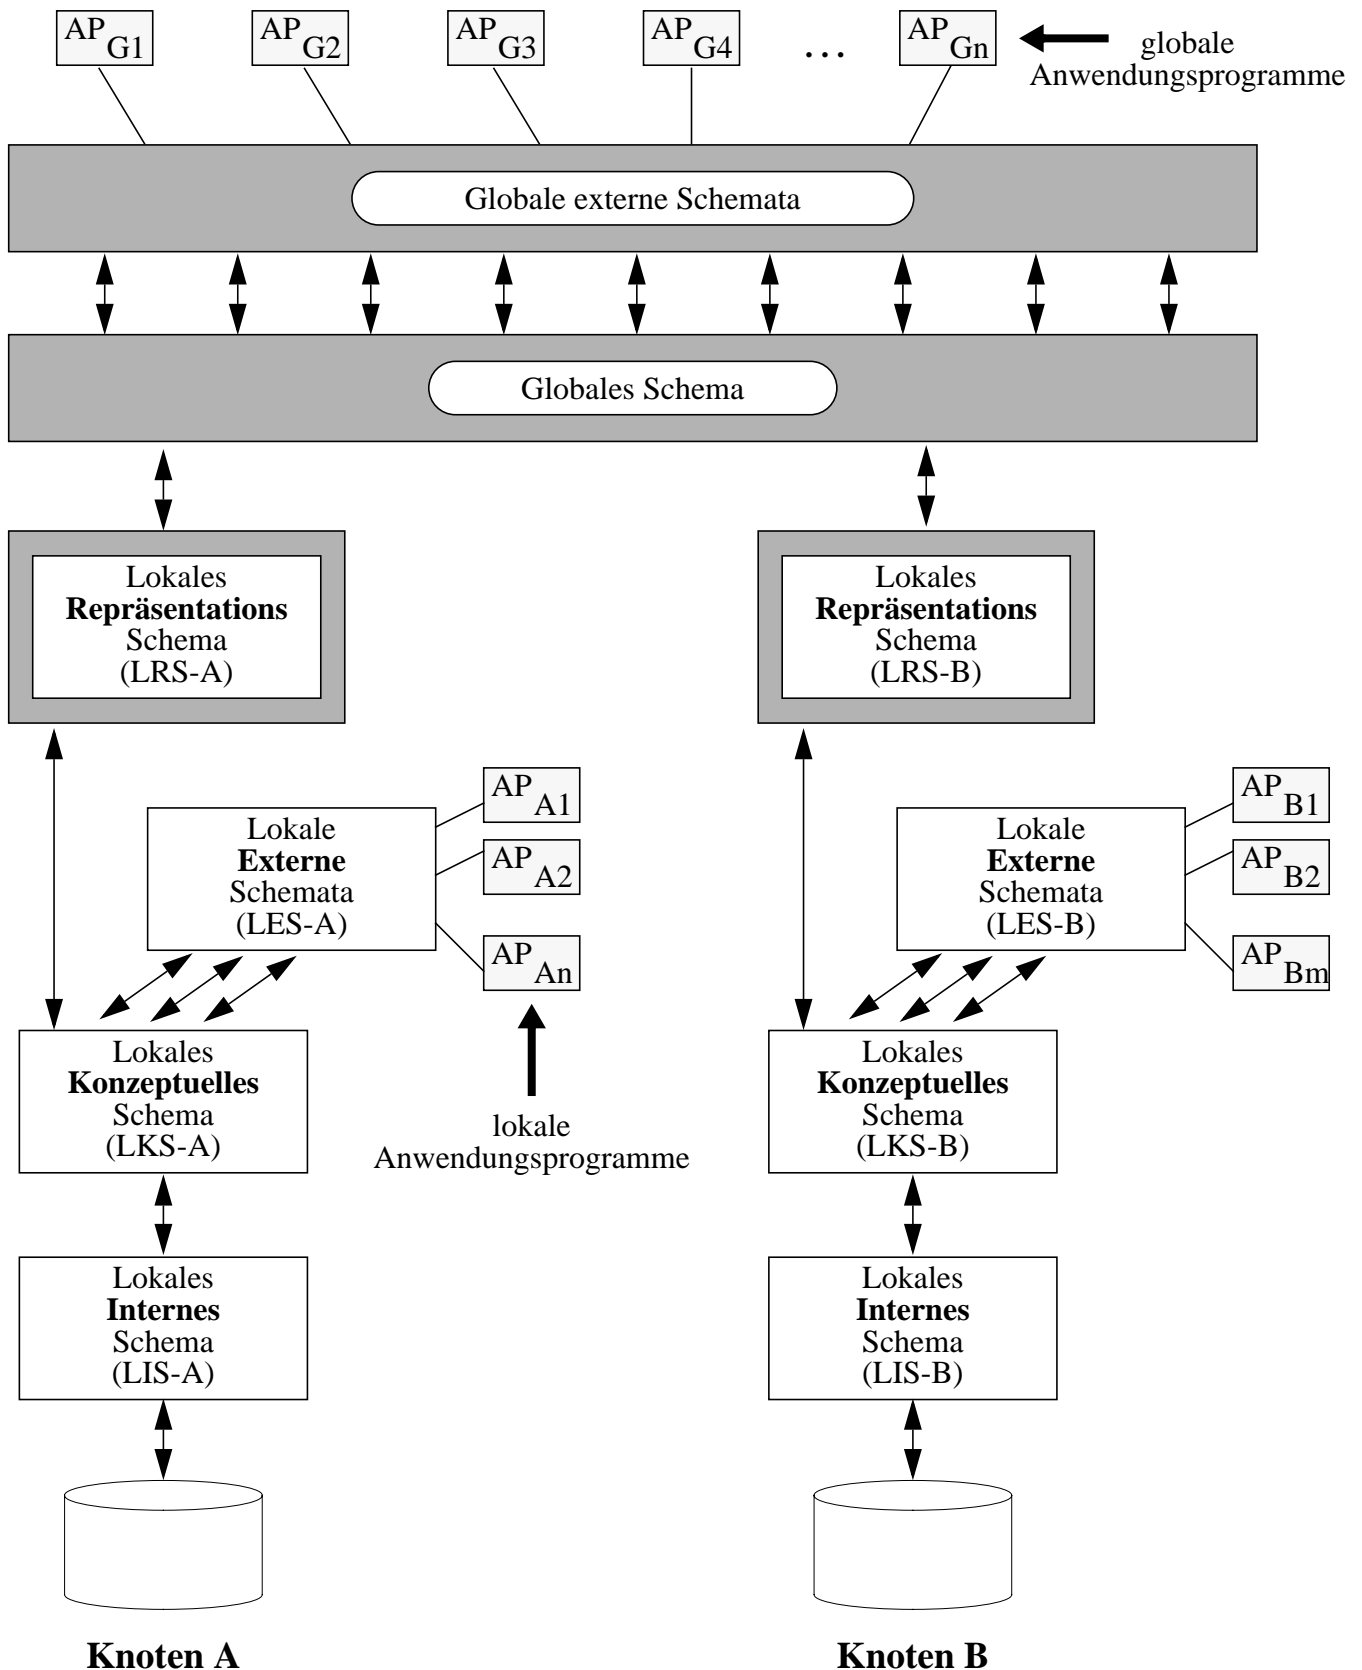 AP G1
AP G2
AP G3
AP G4
...
AP Gn
globale
Anwendungsprogramme
Globale externe Schemata
Globales Schema
Lokales
Repräsentations
Schema
(LRS-A)
Lokales
Repräsentations
Schema
(LRS-B)
Lokale
Externe
Schemata
(LES-A)
AP A1
AP A2
AP An
Lokale
Externe
Schemata
(LES-B)
AP B1
AP B2
AP Bm
Lokales
Konzeptuelles
Schema
(LKS-A)
lokale
Anwendungsprogramme
Lokales
Konzeptuelles
Schema
(LKS-B)
Lokales
Internes
Schema
(LIS-A)
Lokales
Internes
Schema
(LIS-B)
Knoten A
Knoten B